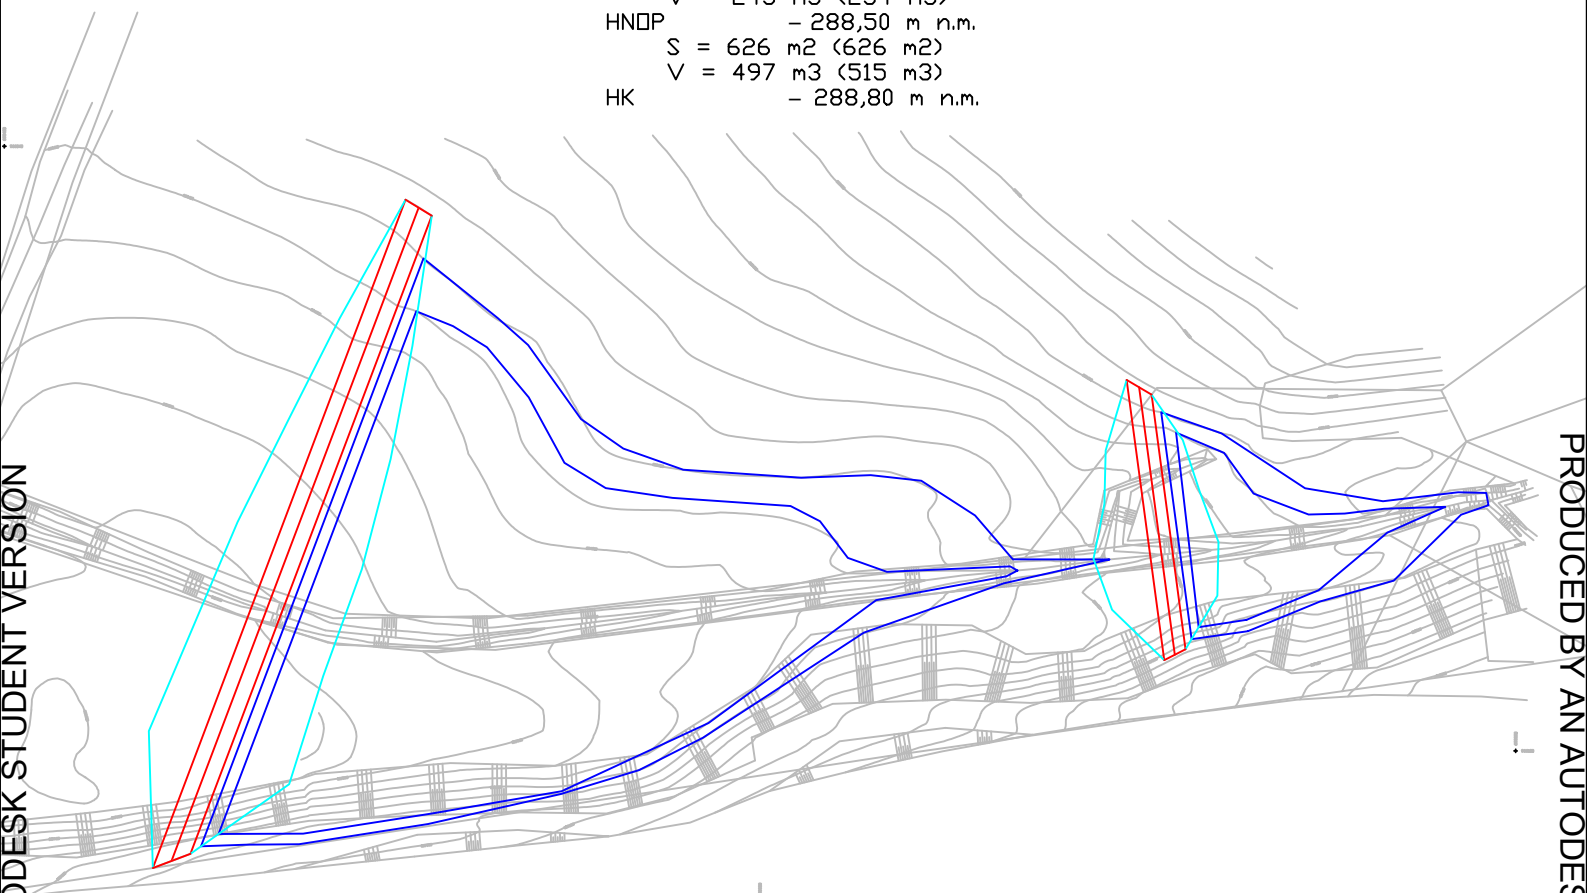 HN□P - 288,50 m n.m.
S = 626 m2 (626 m2)
V = 497 m3 (515 m3)
HK - 288,80 m n.m.
ODESK STUDENT VERSION
PRODUCED BY AN AUTODES